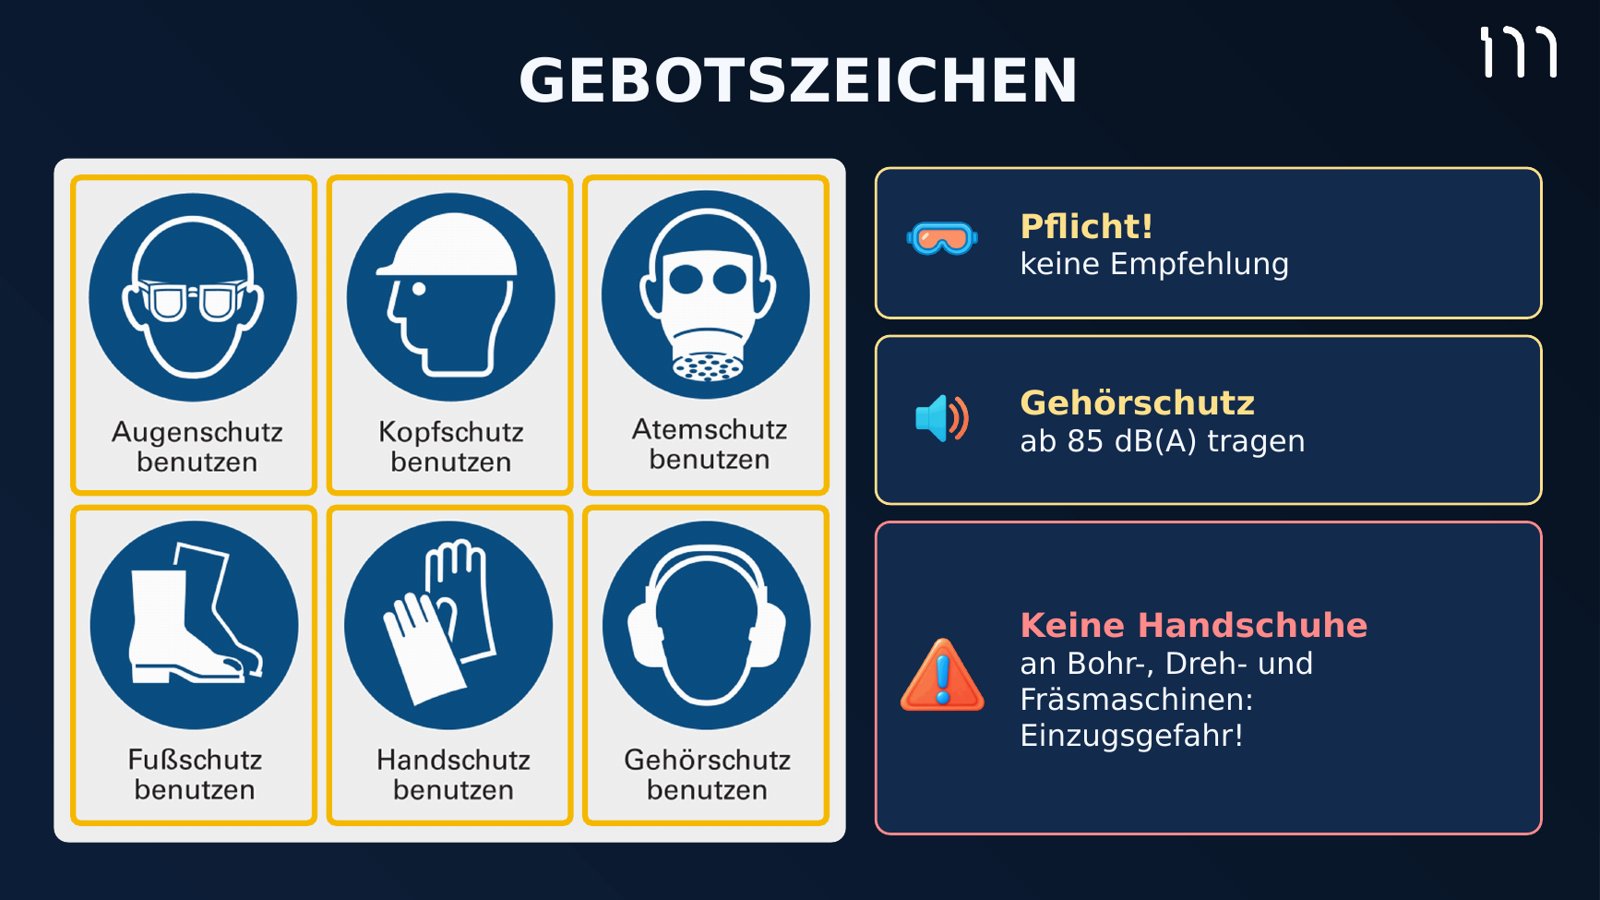 GEBOTSZEICHEN
m
Augenschutz
benutzen
Kopfschutz
benutzen
Atemschutz
benutzen
Fußschutz
benutzen
Handschutz
benutzen
Gehörschutz
benutzen
Pflicht!
keine Empfehlung
Gehörschutz
ab 85 dB(A) tragen
Keine Handschuhe
an Bohr-, Dreh- und
Fräsmaschinen:
Einzugsgefahr!